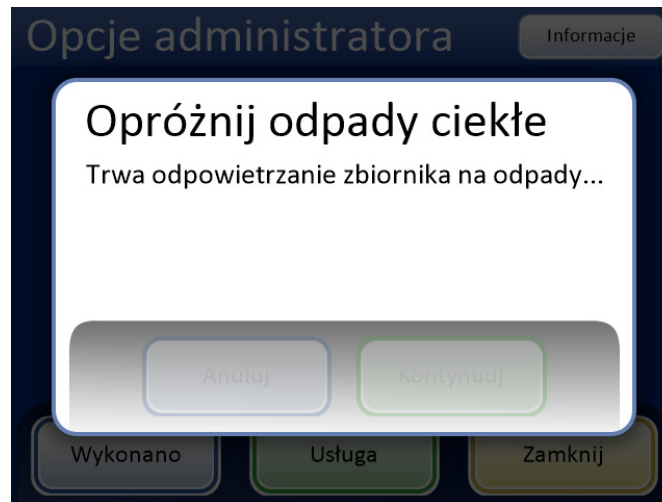 Opcje administratora
Informacje
Opróżnij odpady ciekłe
Trwa odpowietrzanie zbiornika na odpady...
Anuluj
Kontynuuj
Wykonano
Usługa
Zamknij